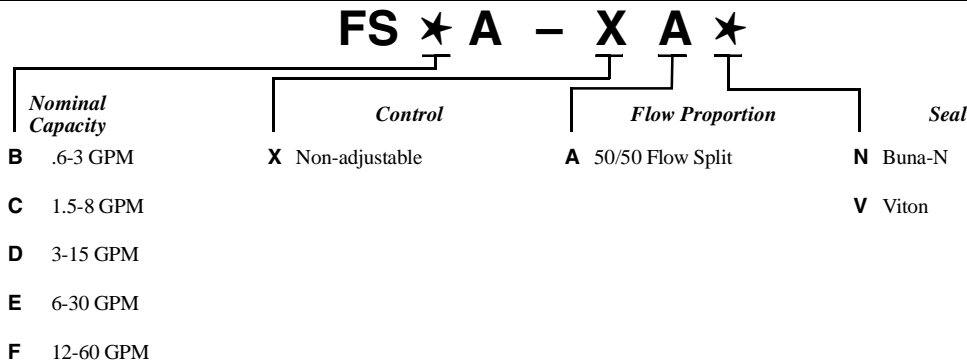 FS ✶ A – X A ✶
Nominal Capacity
Control
Flow Proportion
Seal
B .6-3 GPM
X Non-adjustable
A 50/50 Flow Split
N Buna-N
C 1.5-8 GPM
V Viton
D 3-15 GPM
E 6-30 GPM
F 12-60 GPM